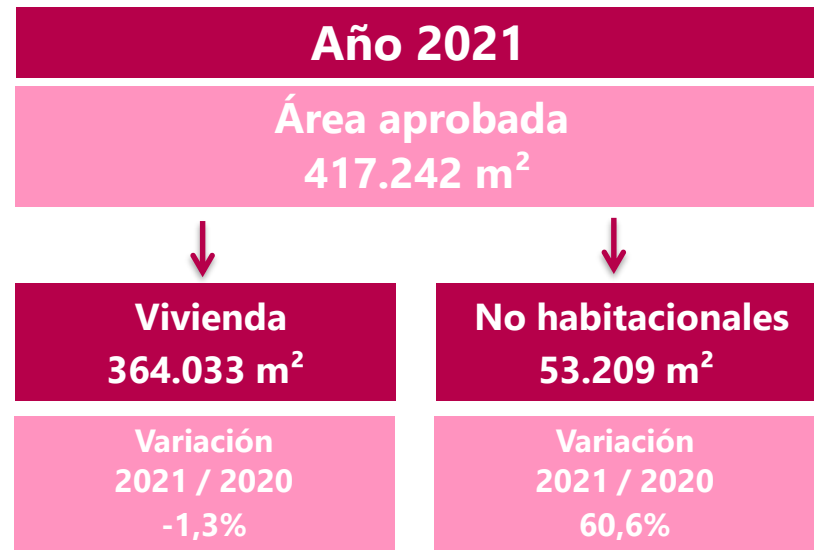 Año 2021
Área aprobada
417.242 m²
Vivienda
364.033 m²
No habitacionales
53.209 m²
Variación
2021 / 2020
-1,3%
Variación
2021 / 2020
60,6%